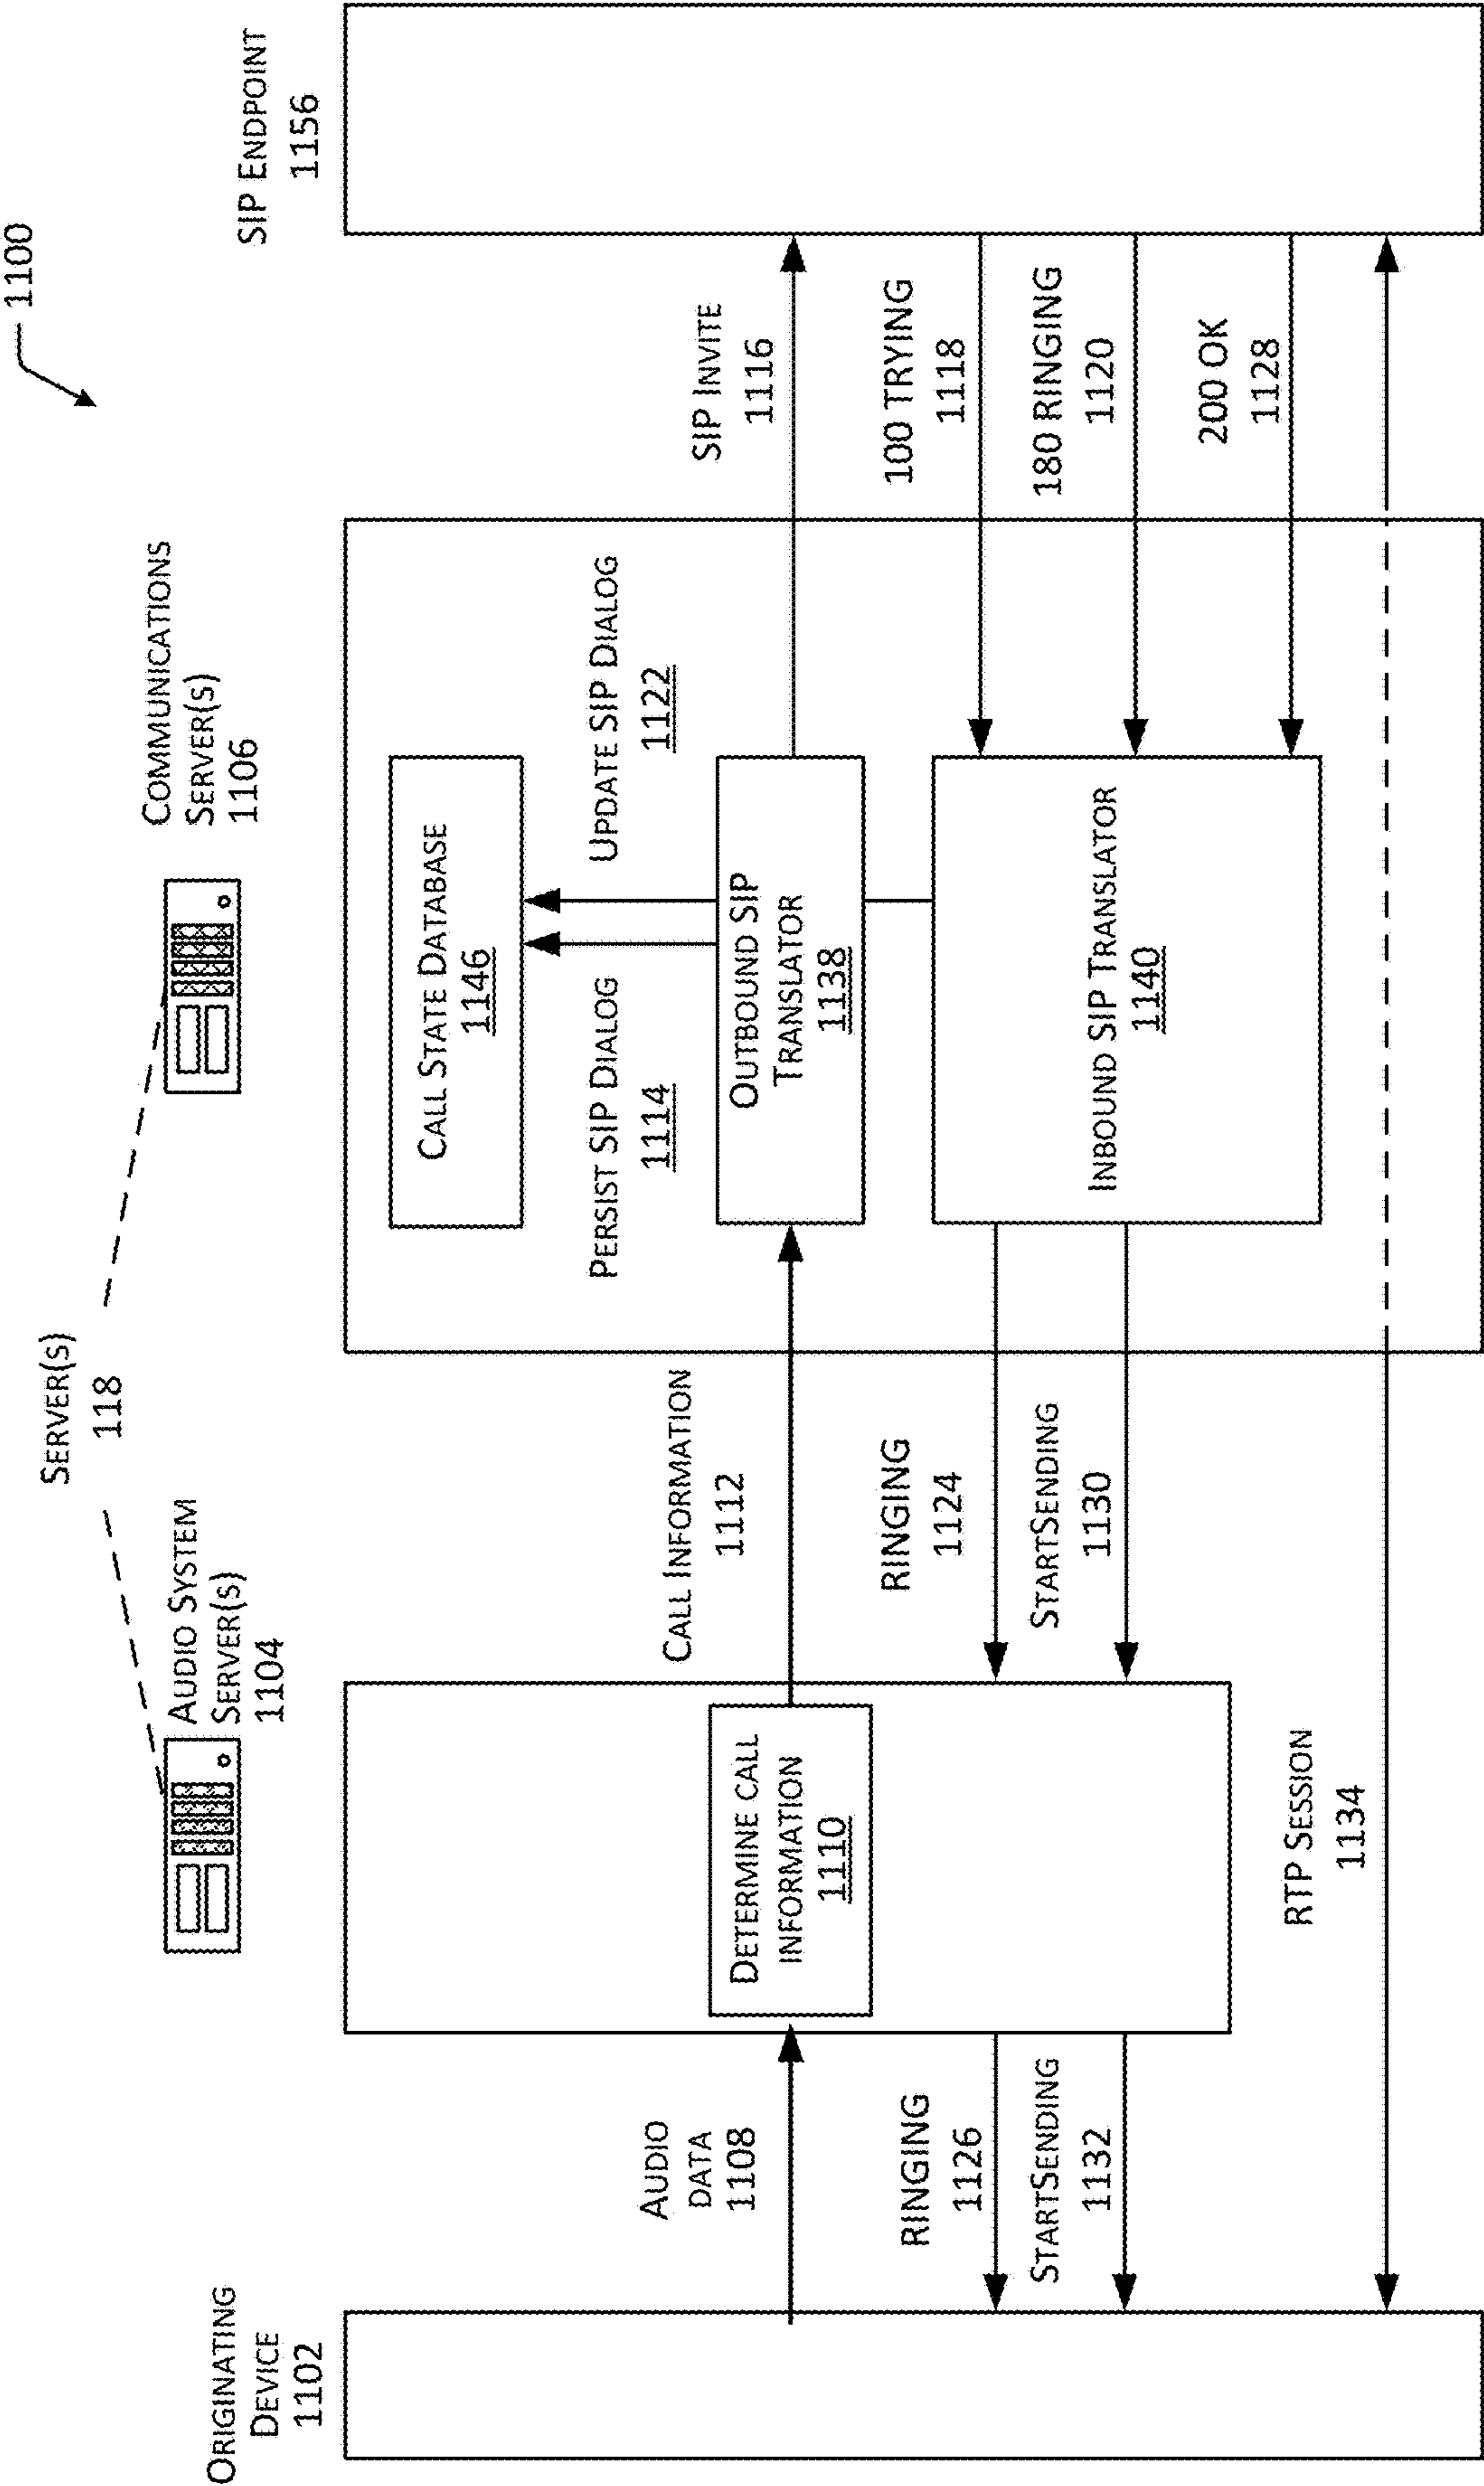 1100
SERVER(S)
118
ORIGINATING
DEVICE
1102
AUDIO SYSTEM
SERVER(S)
1104
COMMUNICATIONS
SERVER(S)
1106
SIP ENDPOINT
1156
CALL STATE DATABASE
1146
PERSIST SIP DIALOG
1114
UPDATE SIP DIALOG
1122
AUDIO
DATA
1108
DETERMINE CALL
INFORMATION
1110
CALL INFORMATION
1112
OUTBOUND SIP
TRANSLATOR
1138
SIP INVITE
1116
RINGING
1126
RINGING
1124
100 TRYING
1118
STARTSENDING
1132
STARTSENDING
1130
INBOUND SIP TRANSLATOR
1140
180 RINGING
1120
200 OK
1128
RTP SESSION
1134